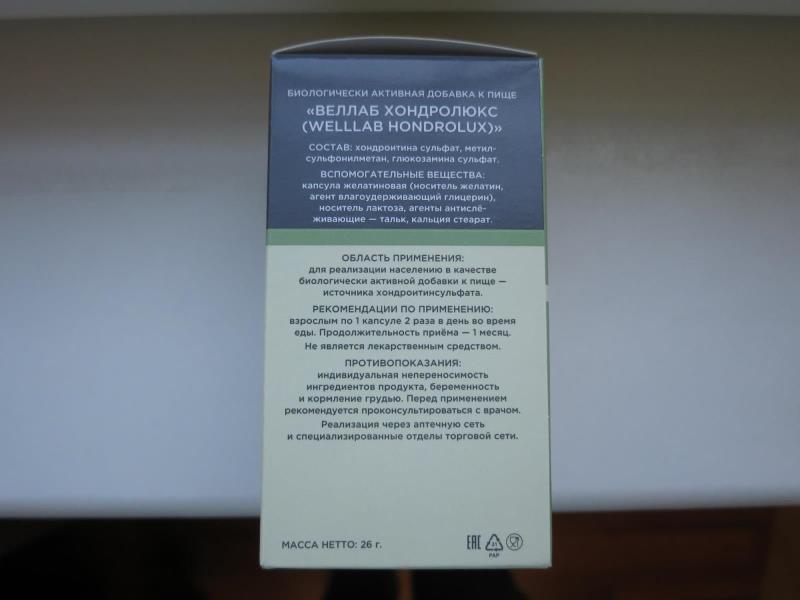 БИОЛОГИЧЕСКИ АКТИВНАЯ ДОБАВКА К ПИЩЕ
«ВЕЛЛАБ ХОНДРОЛЮКС
(WELLLAB HONDROLUX)»
СОСТАВ: хондроитина сульфат, метил-
сульфонилметан, глюкозамина сульфат.
ВСПОМОГАТЕЛЬНЫЕ ВЕЩЕСТВА:
капсула желатиновая (носитель желатин,
агент влагоудерживающий глицерин),
носитель лактоза, агенты антислё-
живающие — тальк, кальция стеарат.
ОБЛАСТЬ ПРИМЕНЕНИЯ:
для реализации населению в качестве
биологически активной добавки к пище —
источника хондроитинсульфата.
РЕКОМЕНДАЦИИ ПО ПРИМЕНЕНИЮ:
взрослым по 1 капсуле 2 раза в день во время
еды. Продолжительность приёма — 1 месяц.
Не является лекарственным средством.
ПРОТИВОПОКАЗАНИЯ:
индивидуальная непереносимость
ингредиентов продукта, беременность
и кормление грудью. Перед применением
рекомендуется проконсультироваться с врачом.
Реализация через аптечную сеть
и специализированные отделы торговой сети.
МАССА НЕТТО: 26 г.
EAC
21
PAP